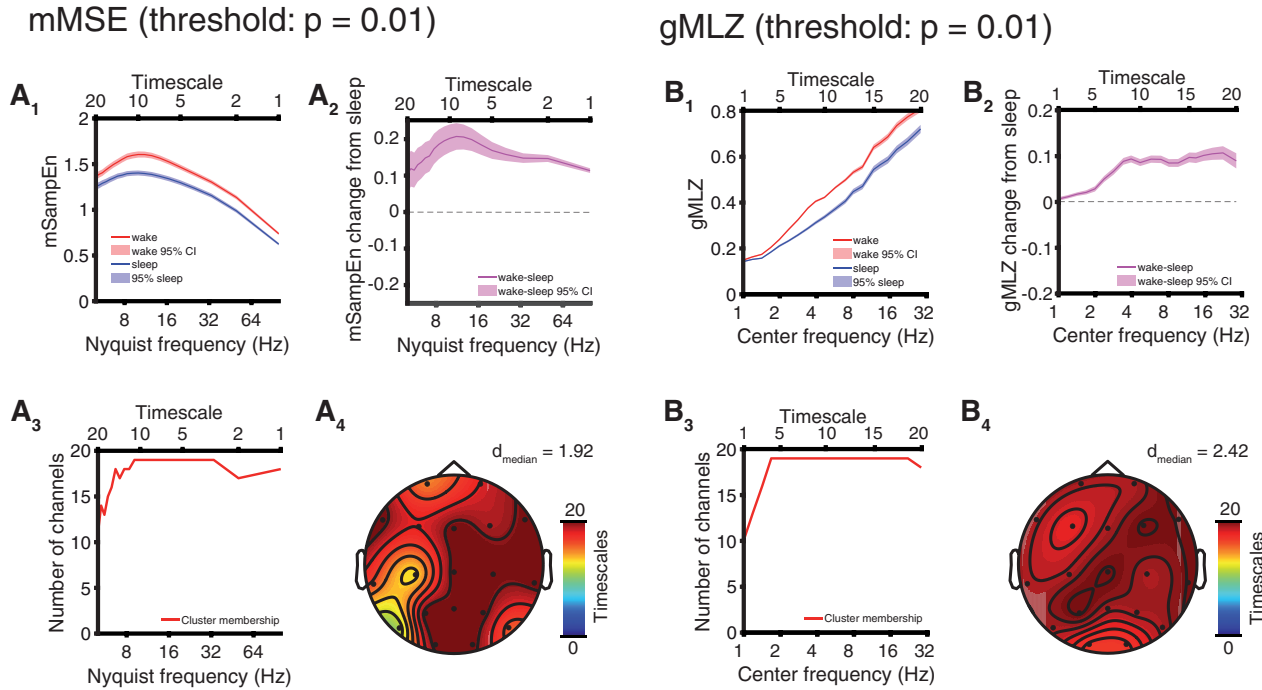 mMSE (threshold: p = 0.01)
gMLZ (threshold: p = 0.01)
A1
Timescale
20 10 5 2 1
2
1.5
1
0.5
0
mSampEn
wake
wake 95% CI
sleep
95% sleep
8 16 32 64
Nyquist frequency (Hz)
A2
Timescale
20 10 5 2 1
0.2
0.1
0
-0.1
-0.2
mSampEn change from sleep
wake-sleep
wake-sleep 95% CI
8 16 32 64
Nyquist frequency (Hz)
B1
Timescale
1 5 10 15 20
0.8
0.6
0.4
0.2
0
gMLZ
wake
wake 95% CI
sleep
95% sleep
1 2 4 8 16 32
Center frequency (Hz)
B2
Timescale
1 5 10 15 20
0.2
0.1
0
-0.1
-0.2
gMLZ change from sleep
wake-sleep
wake-sleep 95% CI
1 2 4 8 16 32
Center frequency (Hz)
A3
Timescale
20 10 5 2 1
20
15
10
5
0
Number of channels
Cluster membership
8 16 32 64
Nyquist frequency (Hz)
A4
dmedian = 1.92
20
0
Timescales
B3
Timescale
1 5 10 15 20
20
15
10
5
0
Number of channels
Cluster membership
1 2 4 8 16 32
Center frequency (Hz)
B4
dmedian = 2.42
20
0
Timescales